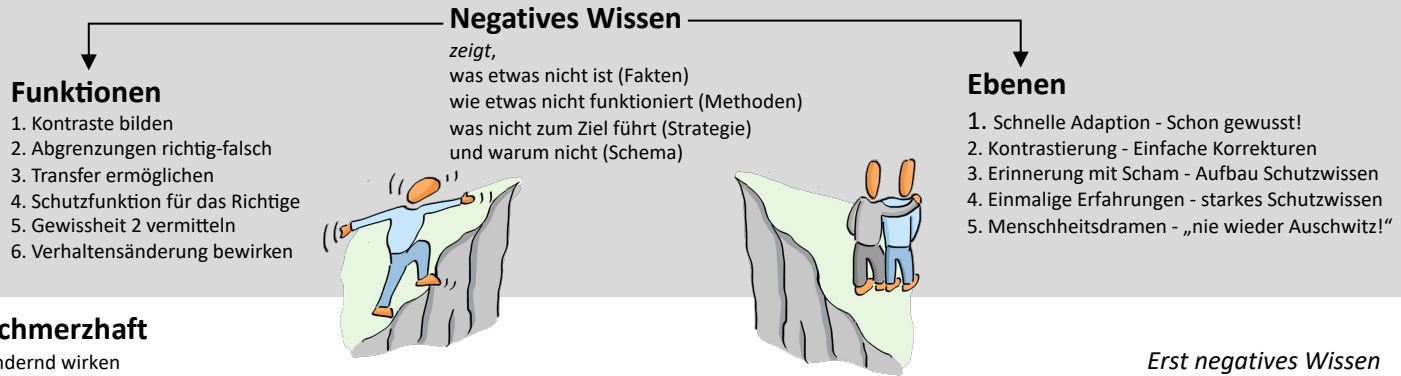 Negatives Wissen
zeigt,
was etwas nicht ist (Fakten)
wie etwas nicht funktioniert (Methoden)
was nicht zum Ziel führt (Strategie)
und warum nicht (Schema)
Funktionen
1. Kontraste bilden
2. Abgrenzungen richtig-falsch
3. Transfer ermöglichen
4. Schutzfunktion für das Richtige
5. Gewissheit 2 vermitteln
6. Verhaltensänderung bewirken
Ebenen
1. Schnelle Adaption - Schon gewusst!
2. Kontrastierung - Einfache Korrekturen
3. Erinnerung mit Scham - Aufbau Schutzwissen
4. Einmalige Erfahrungen - starkes Schutzwissen
5. Menschheitsdramen - „nie wieder Auschwitz!“
chmerzhaft
ndernd wirken
Erst negatives Wissen